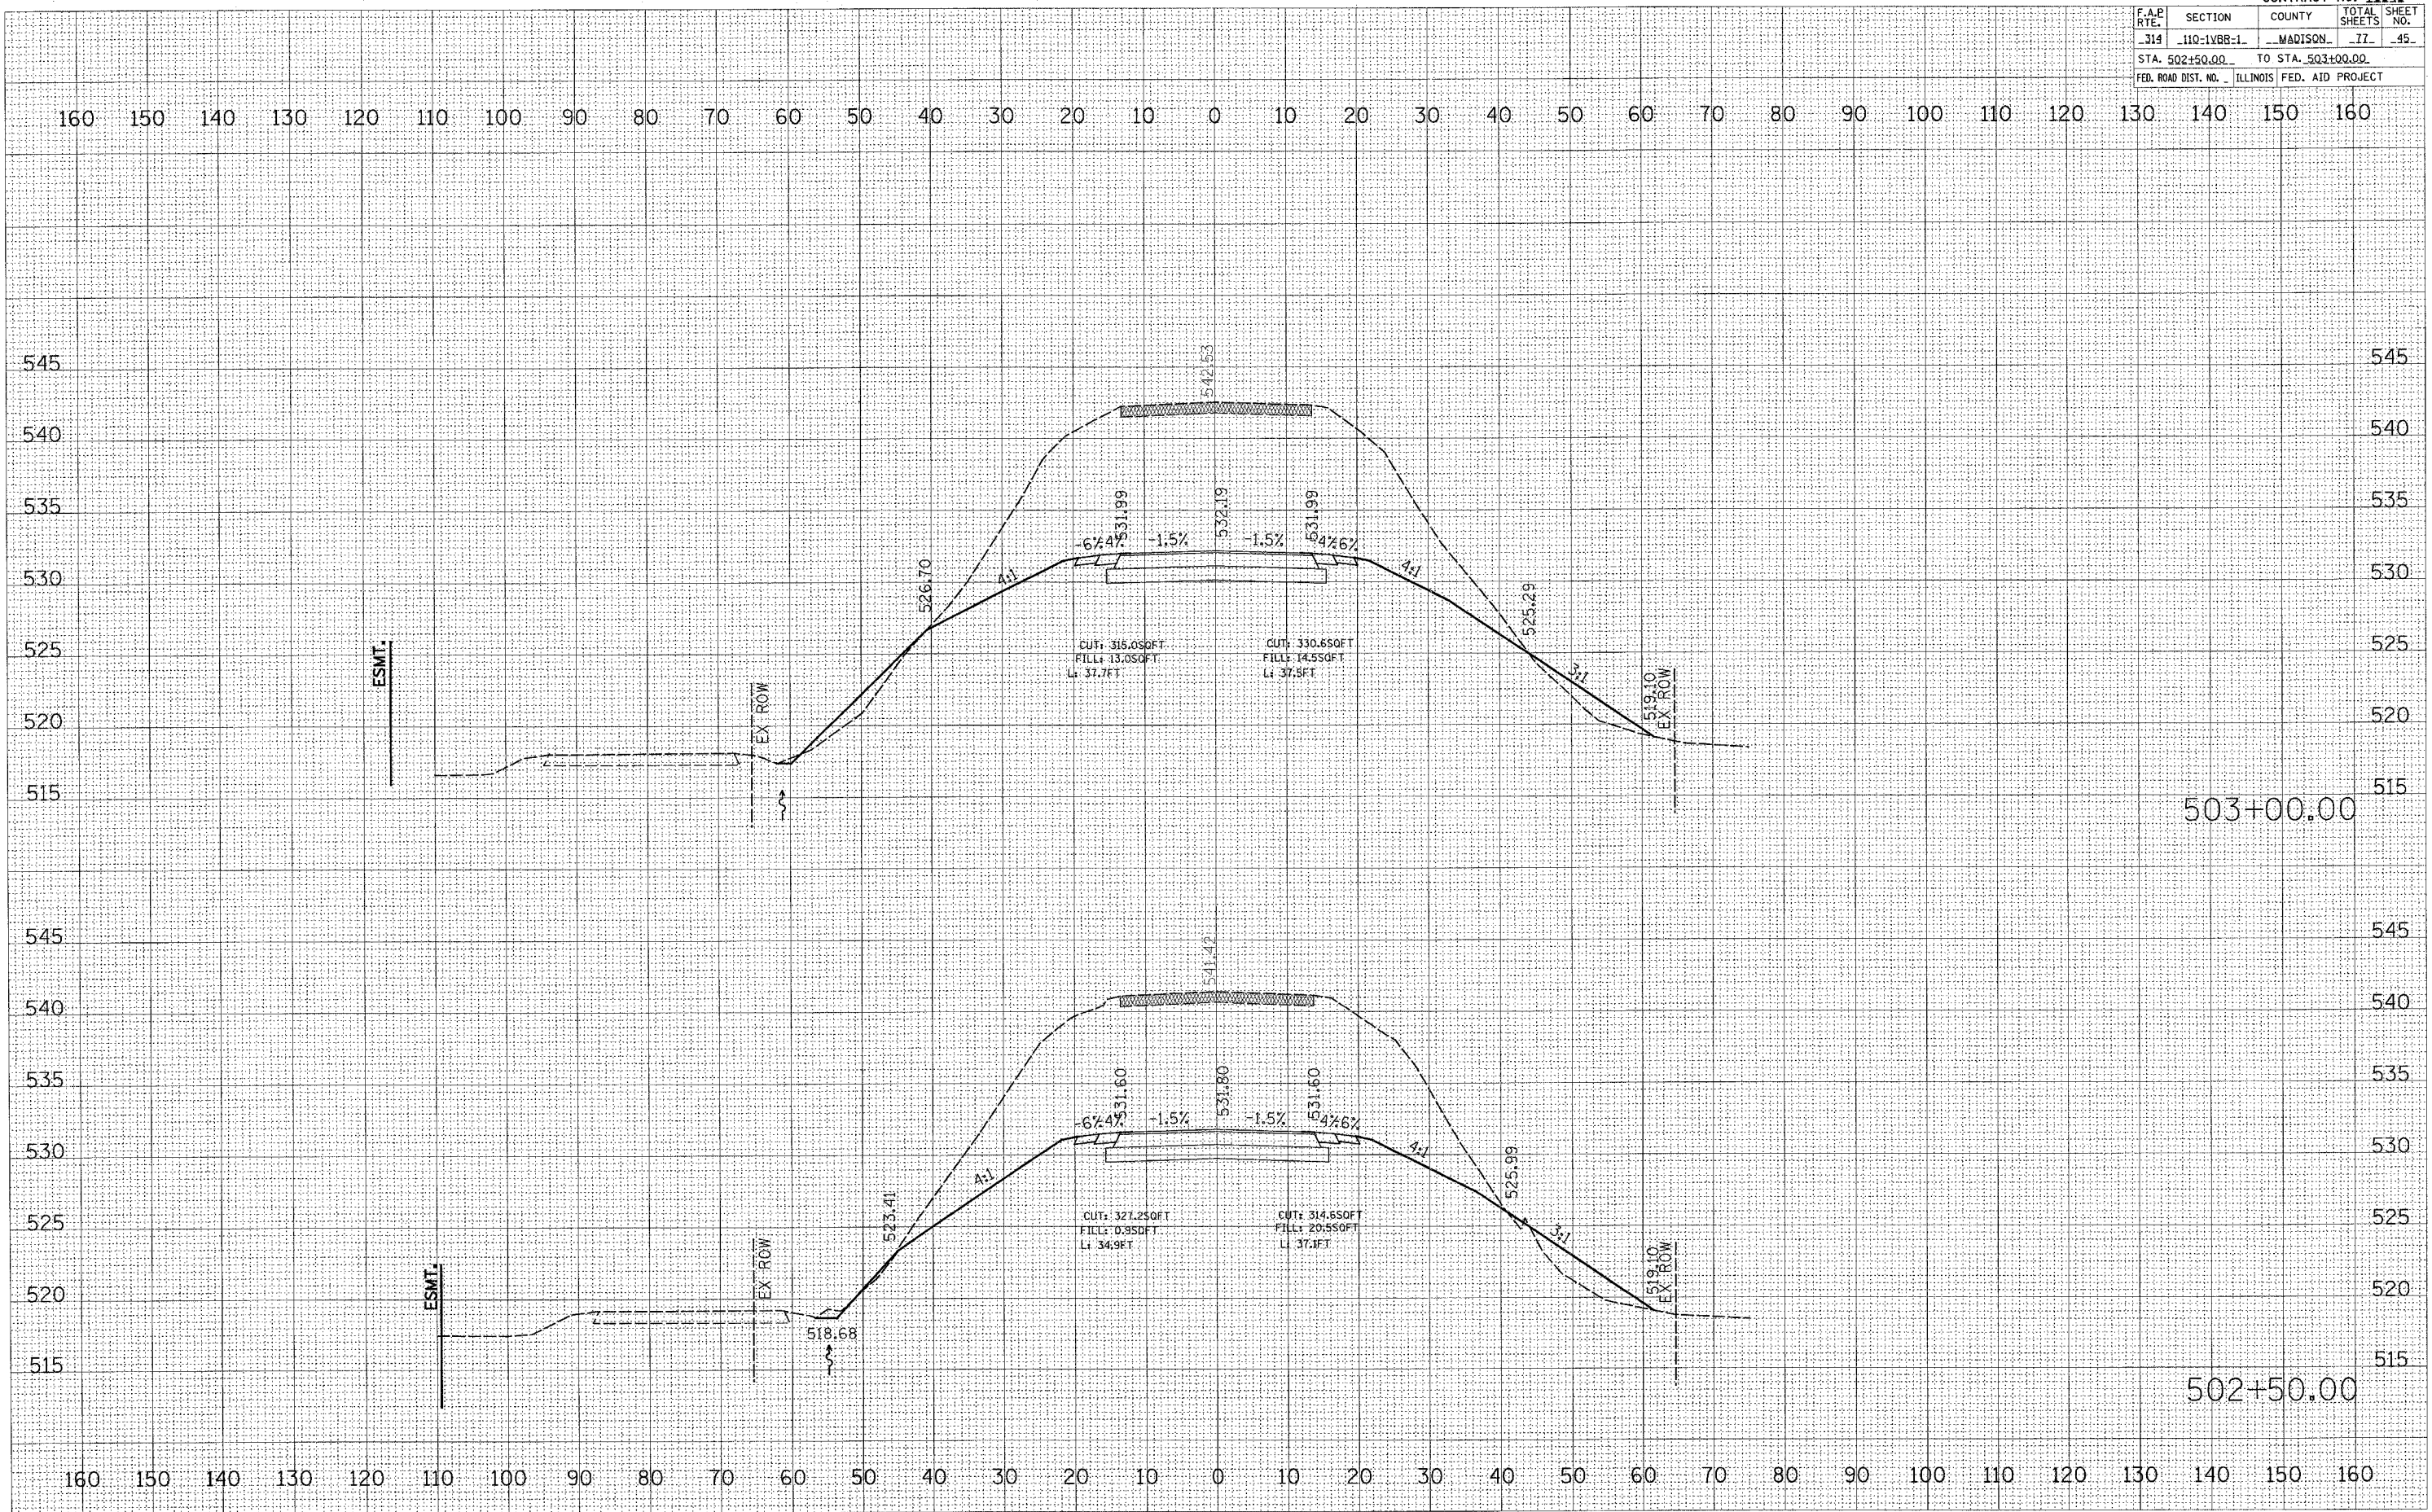 F.A.P. RTE. SECTION COUNTY TOTAL SHEETS SHEET NO.
314 110-1VBR-1 MADISON 77 45
STA. 502+50.00 TO STA. 503+00.00
FED. ROAD DIST. NO. _ ILLINOIS FED. AID PROJECT
160 150 140 130 120 110 100 90 80 70 60 50 40 30 20 10 0 10 20 30 40 50 60 70 80 90 100 110 120 130 140 150 160
545 542.53 545
540 540
535 531.99 532.19 531.99 535
-6% -4% -1.5% -1.5% -4% -6%
530 526.70 4:1 4:1 530
525.29
525 525
CUT: 315.0SQFT CUT: 330.6SQFT
FILL: 13.0SQFT FILL: 14.5SQFT
L: 37.7FT L: 37.5FT
ESMT.
EX ROW 3:1 519.10 EX ROW
520 520
515 515
503+00.00
545 541.42 545
540 540
535 531.60 531.80 531.60 535
-6% -4% -1.5% -1.5% -4% -6%
530 4:1 4:1 530
523.41 525.99
525 525
CUT: 327.2SQFT CUT: 314.6SQFT
FILL: 0.9SQFT FILL: 20.5SQFT
L: 34.9FT L: 37.1FT
ESMT.
EX ROW 3:1 519.10 EX ROW
520 520
518.68
515 515
502+50.00
160 150 140 130 120 110 100 90 80 70 60 50 40 30 20 10 0 10 20 30 40 50 60 70 80 90 100 110 120 130 140 150 160